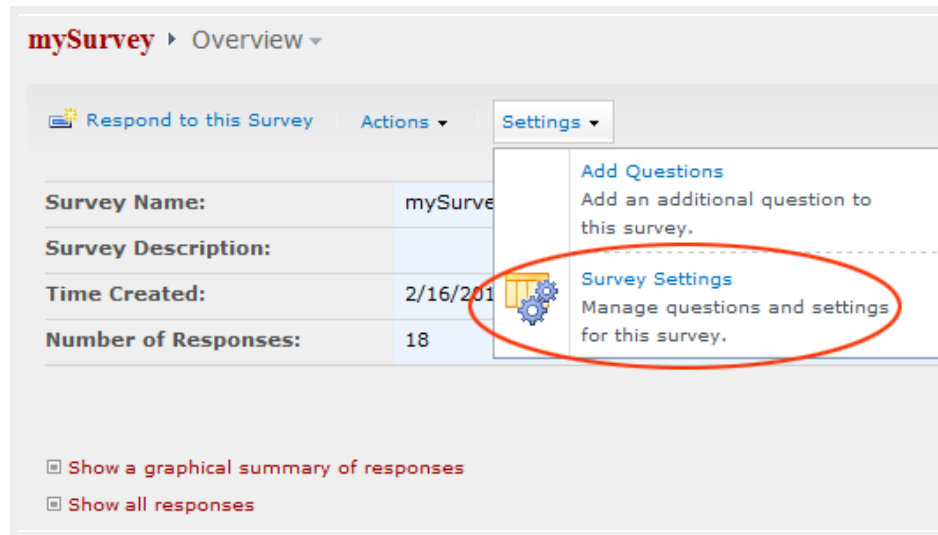 mySurvey Overview
Respond to this Survey Actions Settings
Add Questions
Add an additional question to
this survey.
Survey Settings
Manage questions and settings
for this survey.
Survey Name: mySurve
Survey Description:
Time Created: 2/16/201
Number of Responses: 18
Show a graphical summary of responses
Show all responses